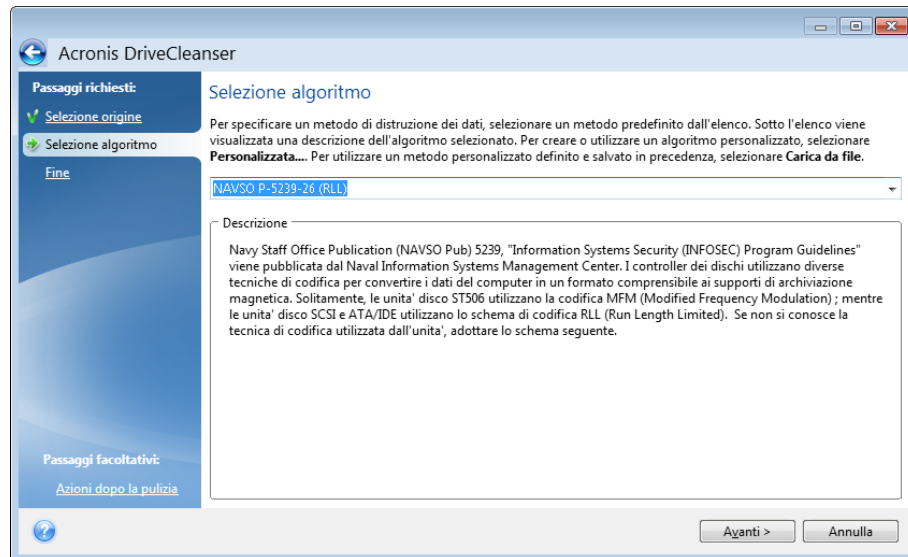 Acronis DriveCleanser
Passaggi richiesti:
Selezione origine
Selezione algoritmo
Fine
Passaggi facoltativi:
Azioni dopo la pulizia
Selezione algoritmo
Per specificare un metodo di distruzione dei dati, selezionare un metodo predefinito dall'elenco. Sotto l'elenco viene
visualizzata una descrizione dell'algoritmo selezionato. Per creare o utilizzare un algoritmo personalizzato, selezionare
Personalizzata.... Per utilizzare un metodo personalizzato definito e salvato in precedenza, selezionare Carica da file.
NAVSO P-5239-26 (RLL)
Descrizione
Navy Staff Office Publication (NAVSO Pub) 5239, "Information Systems Security (INFOSEC) Program Guidelines"
viene pubblicata dal Naval Information Systems Management Center. I controller dei dischi utilizzano diverse
tecniche di codifica per convertire i dati del computer in un formato comprensibile ai supporti di archiviazione
magnetica. Solitamente, le unita' disco ST506 utilizzano la codifica MFM (Modified Frequency Modulation) ; mentre
le unita' disco SCSI e ATA/IDE utilizzano lo schema di codifica RLL (Run Length Limited).  Se non si conosce la
tecnica di codifica utilizzata dall'unita', adottare lo schema seguente.
Avanti >
Annulla